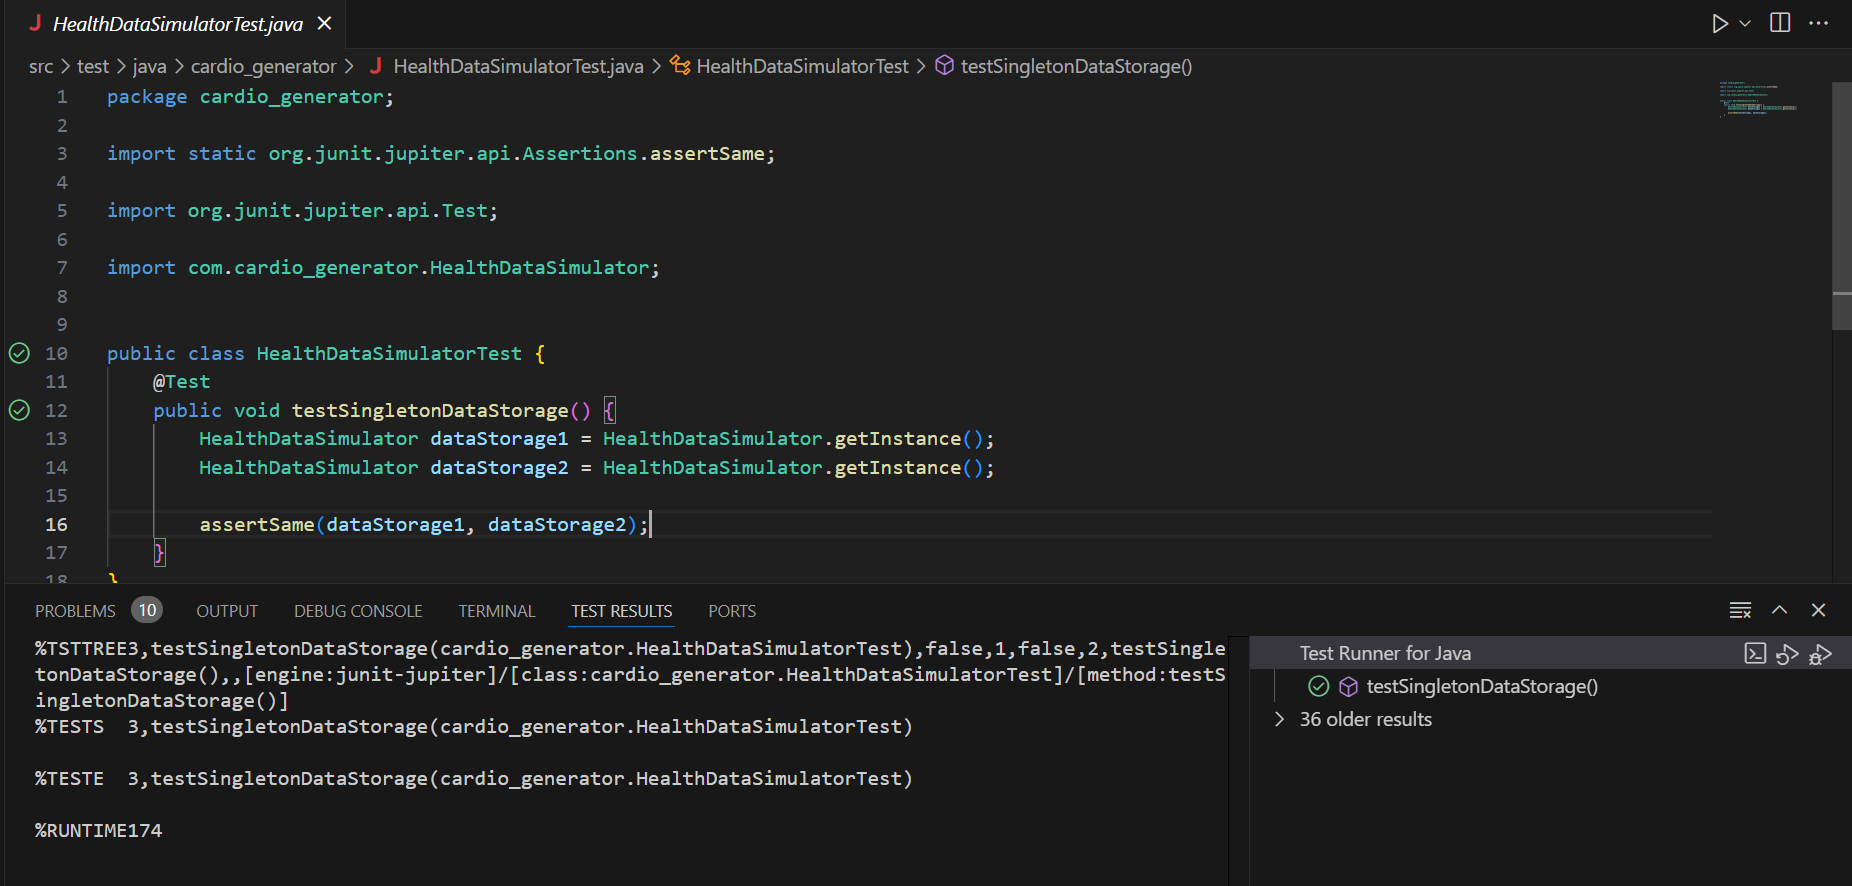 HealthDataSimulatorTest.java
src > test > java > cardio_generator > HealthDataSimulatorTest.java > HealthDataSimulatorTest > testSingletonDataStorage()
1 package cardio_generator;
2
3 import static org.junit.jupiter.api.Assertions.assertSame;
4
5 import org.junit.jupiter.api.Test;
6
7 import com.cardio_generator.HealthDataSimulator;
8
9
10 public class HealthDataSimulatorTest {
11 @Test
12 public void testSingletonDataStorage() {
13 HealthDataSimulator dataStorage1 = HealthDataSimulator.getInstance();
14 HealthDataSimulator dataStorage2 = HealthDataSimulator.getInstance();
15
16 assertSame(dataStorage1, dataStorage2);
17 }
18 }
PROBLEMS 10 OUTPUT DEBUG CONSOLE TERMINAL TEST RESULTS PORTS
%TSTTREE3,testSingletonDataStorage(cardio_generator.HealthDataSimulatorTest),false,1,false,2,testSingle
tonDataStorage(),,[engine:junit-jupiter]/[class:cardio_generator.HealthDataSimulatorTest]/[method:testS
ingletonDataStorage()]
%TESTS 3,testSingletonDataStorage(cardio_generator.HealthDataSimulatorTest)
%TESTE 3,testSingletonDataStorage(cardio_generator.HealthDataSimulatorTest)
%RUNTIME174
Test Runner for Java
testSingletonDataStorage()
36 older results